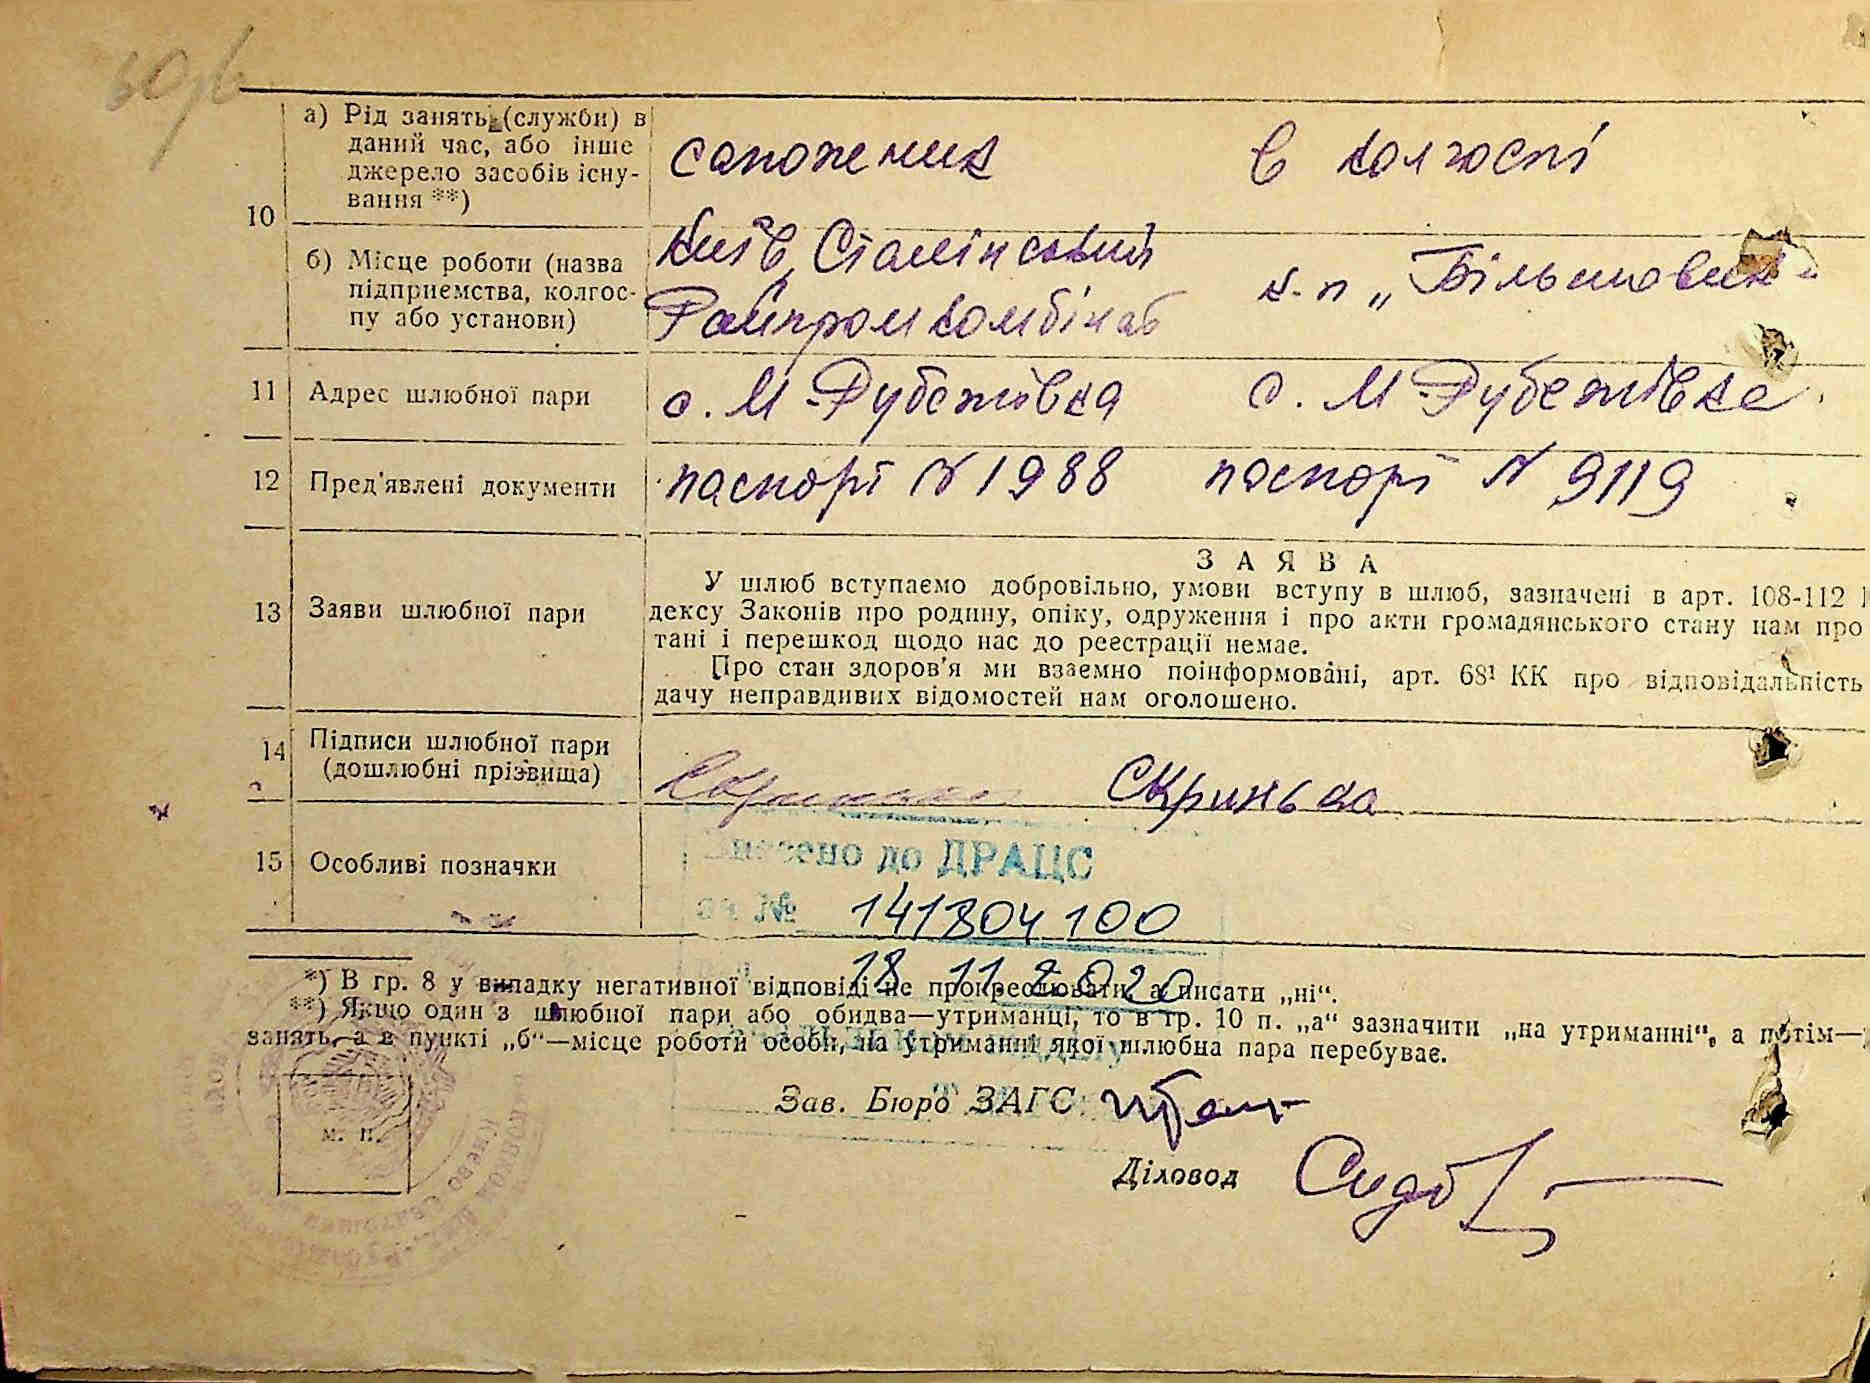 10
а) Рід занять (служби) в
даний час, або інше
джерело засобів існу-
вання **)
сапожник
в колгоспі
б) Місце роботи (назва
підприємства, колгос-
пу або установи)
Київ, Сталінський
Райпромкомбінат
к-п „Більшовик"
11 Адрес шлюбної пари
с. М-Рубежівка
с. М-Рубежівка
12 Пред'явлені документи
паспорт № 1988
паспорт № 9119
13 Заяви шлюбної пари
ЗАЯВА
У шлюб вступаємо добровільно, умови вступу в шлюб, зазначені в арт. 108-112
дексу Законів про родину, опіку, одруження і про акти громадянського стану нам про
тані і перешкод щодо нас до реестрації немає.
Про стан здоров'я ми взаємно поінформовані, арт. 68¹ КК про відповідальність
дачу неправдивих відомостей нам оголошено.
14 Підписи шлюбної пари
(дошлюбні прізвища)
Скринька
15 Особливі позначки
Внесено до ДРАЦС
за № 141804100
18 11.2020
*) В гр. 8 у випадку негативної відповіді не прокреслювати, а писати „ні“.
**) Якщо один з шлюбної пари або обидва—утриманці, то в гр. 10 п. „а“ зазначити „на утриманні“, а потім—
занять, а в пункті „б“—місце роботи особи, на утриманні якої шлюбна пара перебуває.
Зав. Бюро ЗАГС
м. п.
Діловод